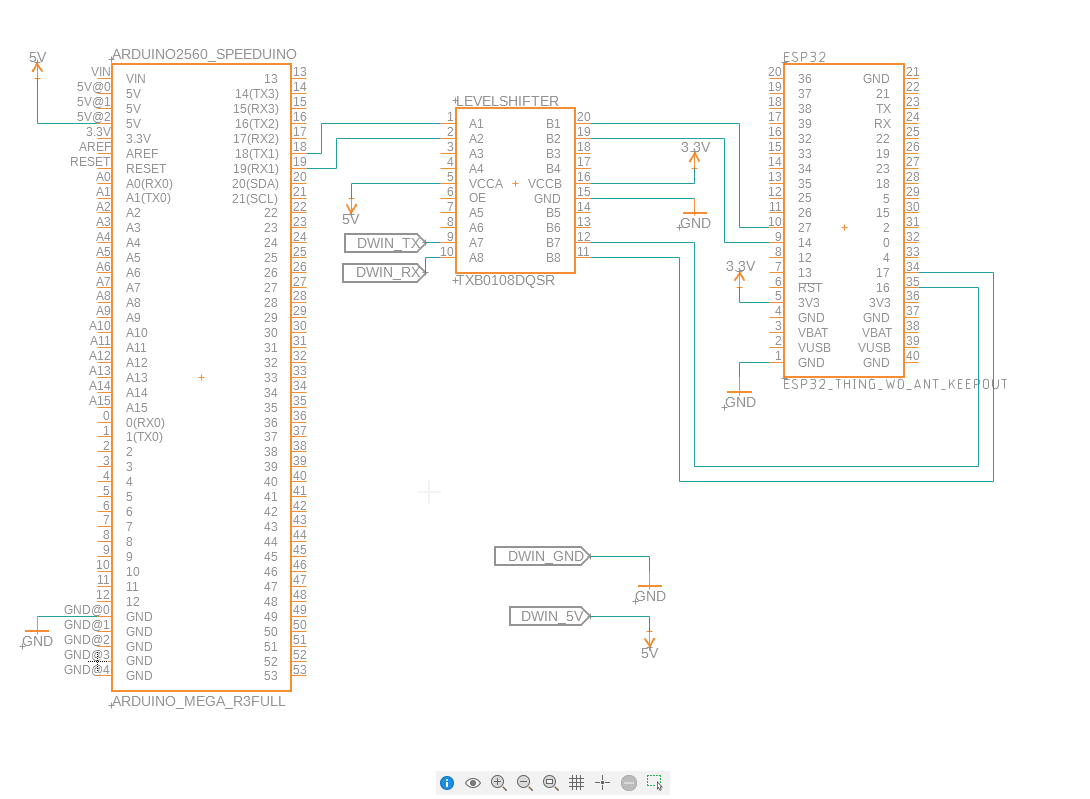 5V
ARDUINO2560_SPEEDUINO
VIN VIN 13 13
5V@0 5V 14(TX3) 14
5V@1 5V 15(RX3) 15
5V@2 5V 16(TX2) 16
3.3V 3.3V 17(RX2) 17
AREF AREF 18(TX1) 18
RESET RESET 19(RX1) 19
A0 A0(RX0) 20(SDA) 20
A1 A1(TX0) 21(SCL) 21
A2 A2 22 22
A3 A3 23 23
A4 A4 24 24
A5 A5 25 25
A6 A6 26 26
A7 A7 27 27
A8 A8 28 28
A9 A9 29 29
A10 A10 30 30
A11 A11 31 31
A12 A12 32 32
A13 A13 33 33
A14 A14 34 34
A15 A15 35 35
0 0(RX0) 36 36
1 1(TX0) 37 37
2 2 38 38
3 3 39 39
4 4 40 40
5 5 41 41
6 6 42 42
7 7 43 43
8 8 44 44
9 9 45 45
10 10 46 46
11 11 47 47
12 12 48 48
GND@0 GND 49 49
GND@1 GND 50 50
GND@2 GND 51 51
GND@3 GND 52 52
GND@4 GND 53 53
GND
ARDUINO_MEGA_R3FULL
LEVELSHIFTER
1 A1 B1 20
2 A2 B2 19
3 A3 B3 18
4 A4 B4 17
5 VCCA VCCB 16
6 OE GND 15
7 A5 B5 14
8 A6 B6 13
9 A7 B7 12
10 A8 B8 11
TXB0108DQSR
5V
DWIN_TX
DWIN_RX
3.3V
GND
ESP32
20 36 GND 21
19 37 21 22
18 38 TX 23
17 39 RX 24
16 32 22 25
15 33 19 26
14 34 23 27
13 35 18 28
12 25 5 29
11 26 15 30
10 27 2 31
9 14 0 32
8 12 4 33
7 13 17 34
6 RST 16 35
5 3V3 3V3 36
4 GND GND 37
3 VBAT VBAT 38
2 VUSB VUSB 39
1 GND GND 40
ESP32_THING_WO_ANT_KEEPOUT
3.3V
GND
DWIN_GND
GND
DWIN_5V
5V